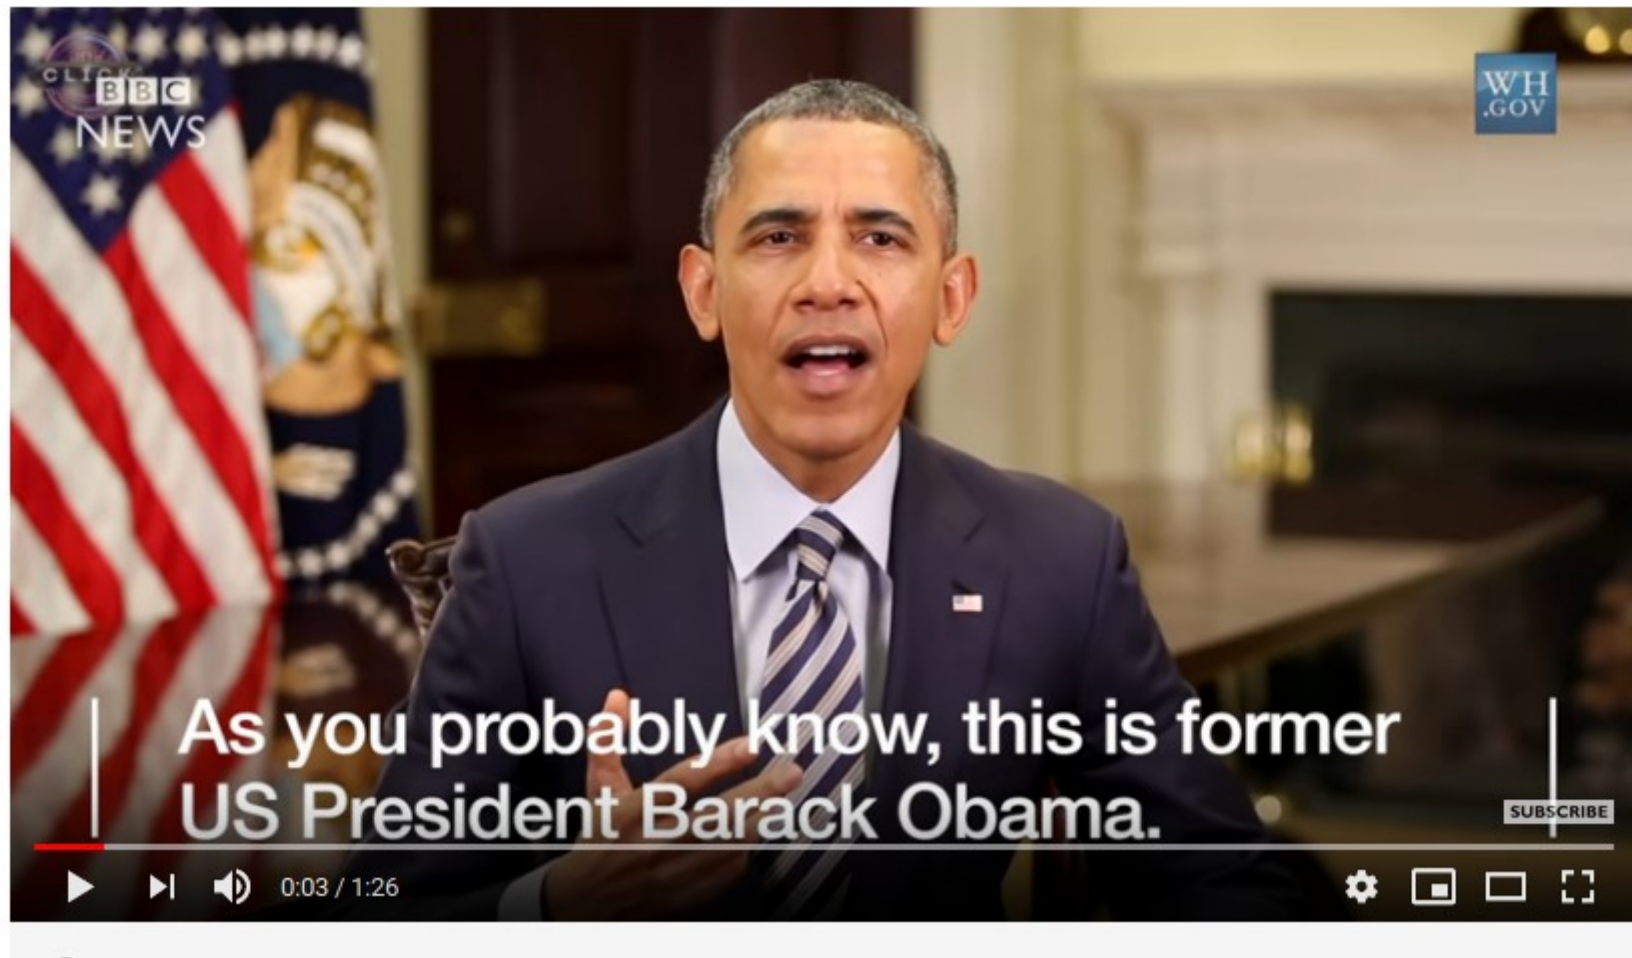 CLICK
BBC
NEWS
WH
.GOV
As you probably know, this is former
US President Barack Obama.
SUBSCRIBE
0:03 / 1:26